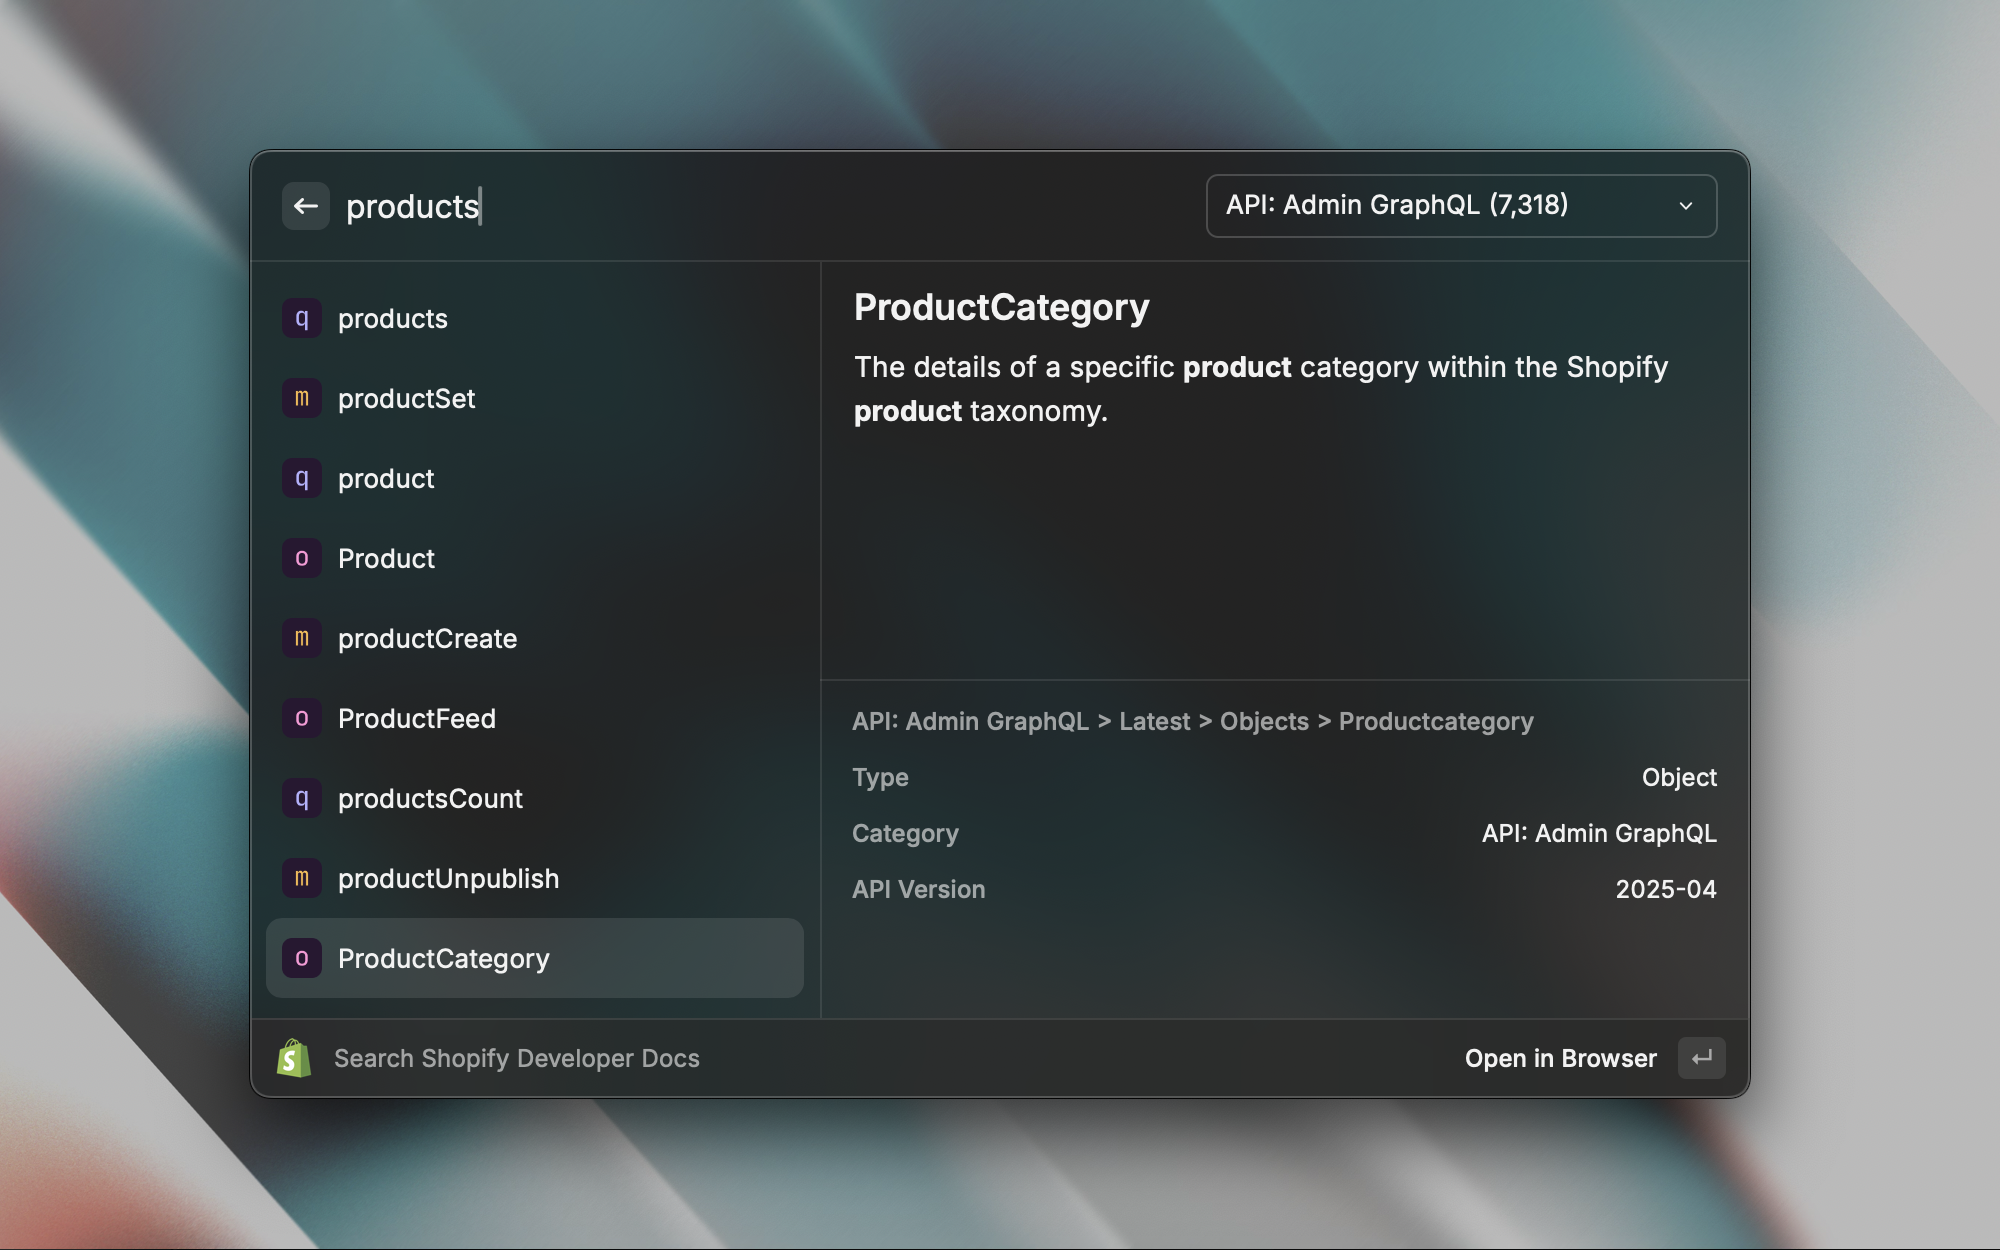 products
API: Admin GraphQL (7,318)
q products
m productSet
q product
o Product
m productCreate
o ProductFeed
q productsCount
m productUnpublish
o ProductCategory
ProductCategory
The details of a specific product category within the Shopify
product taxonomy.
API: Admin GraphQL > Latest > Objects > Productcategory
Type Object
Category API: Admin GraphQL
API Version 2025-04
S Search Shopify Developer Docs
Open in Browser